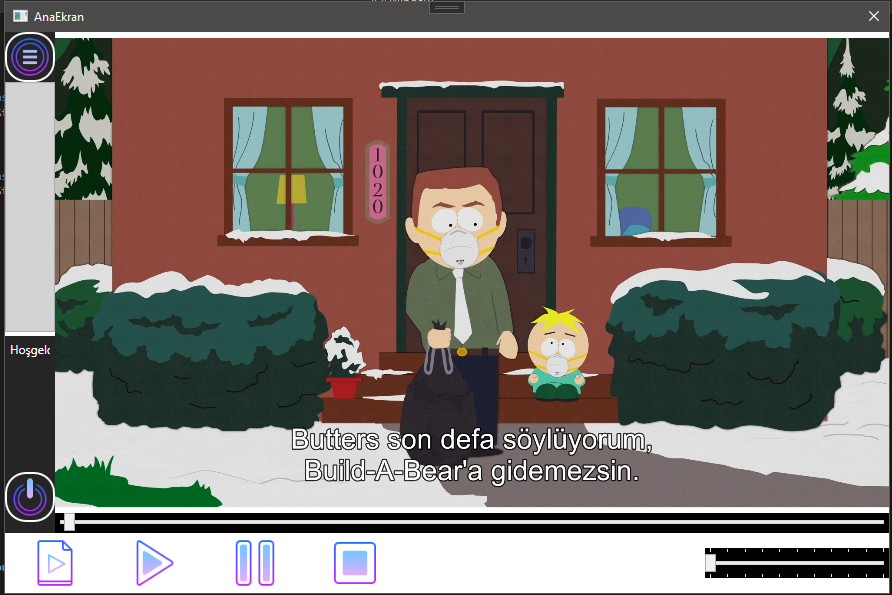 AnaEkran
1020
Hoşgelc
Butters son defa söylüyorum,
Build-A-Bear'a gidemezsin.